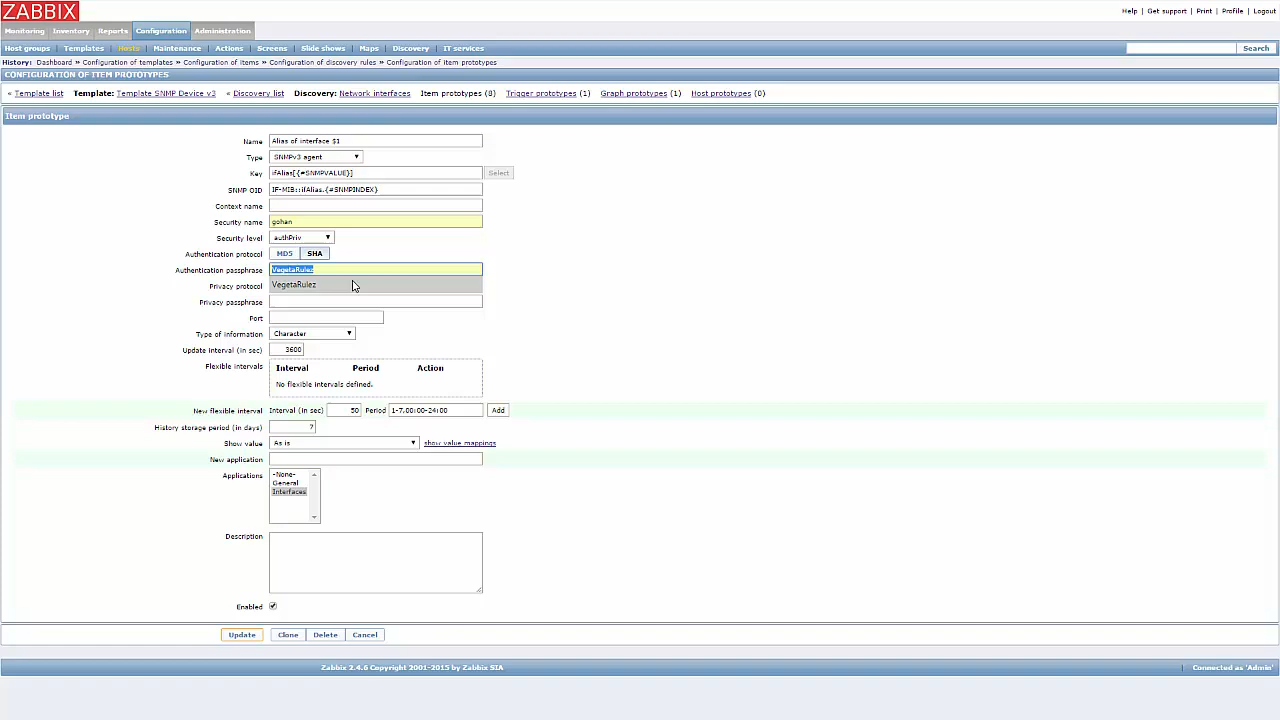 ZABBIX
Help | Get support | Print | Profile | Logout
Monitoring Inventory Reports Configuration Administration
Host groups | Templates | Hosts | Maintenance | Actions | Screens | Slide shows | Maps | Discovery | IT services Search
History: Dashboard » Configuration of templates » Configuration of items » Configuration of discovery rules » Configuration of item prototypes
CONFIGURATION OF ITEM PROTOTYPES
« Template list Template: Template SNMP Device v3 « Discovery list Discovery: Network interfaces Item prototypes (8) Trigger prototypes (1) Graph prototypes (1) Host prototypes (0)
Item prototype
Name Alias of interface $1
Type SNMPv3 agent
Key ifAlias[{#SNMPVALUE}] Select
SNMP OID IF-MIB::ifAlias.{#SNMPINDEX}
Context name
Security name gohan
Security level authPriv
Authentication protocol MD5 SHA
Authentication passphrase VegetaRulez
Privacy protocol VegetaRulez
Privacy passphrase
Port
Type of information Character
Update interval (in sec) 3600
Flexible intervals Interval Period Action
No flexible intervals defined.
New flexible interval Interval (in sec) 50 Period 1-7,00:00-24:00 Add
History storage period (in days) 7
Show value As is show value mappings
New application
Applications -None-
General
Interfaces
Description
Enabled
Update Clone Delete Cancel
Zabbix 2.4.6 Copyright 2001-2015 by Zabbix SIA | Connected as 'Admin'